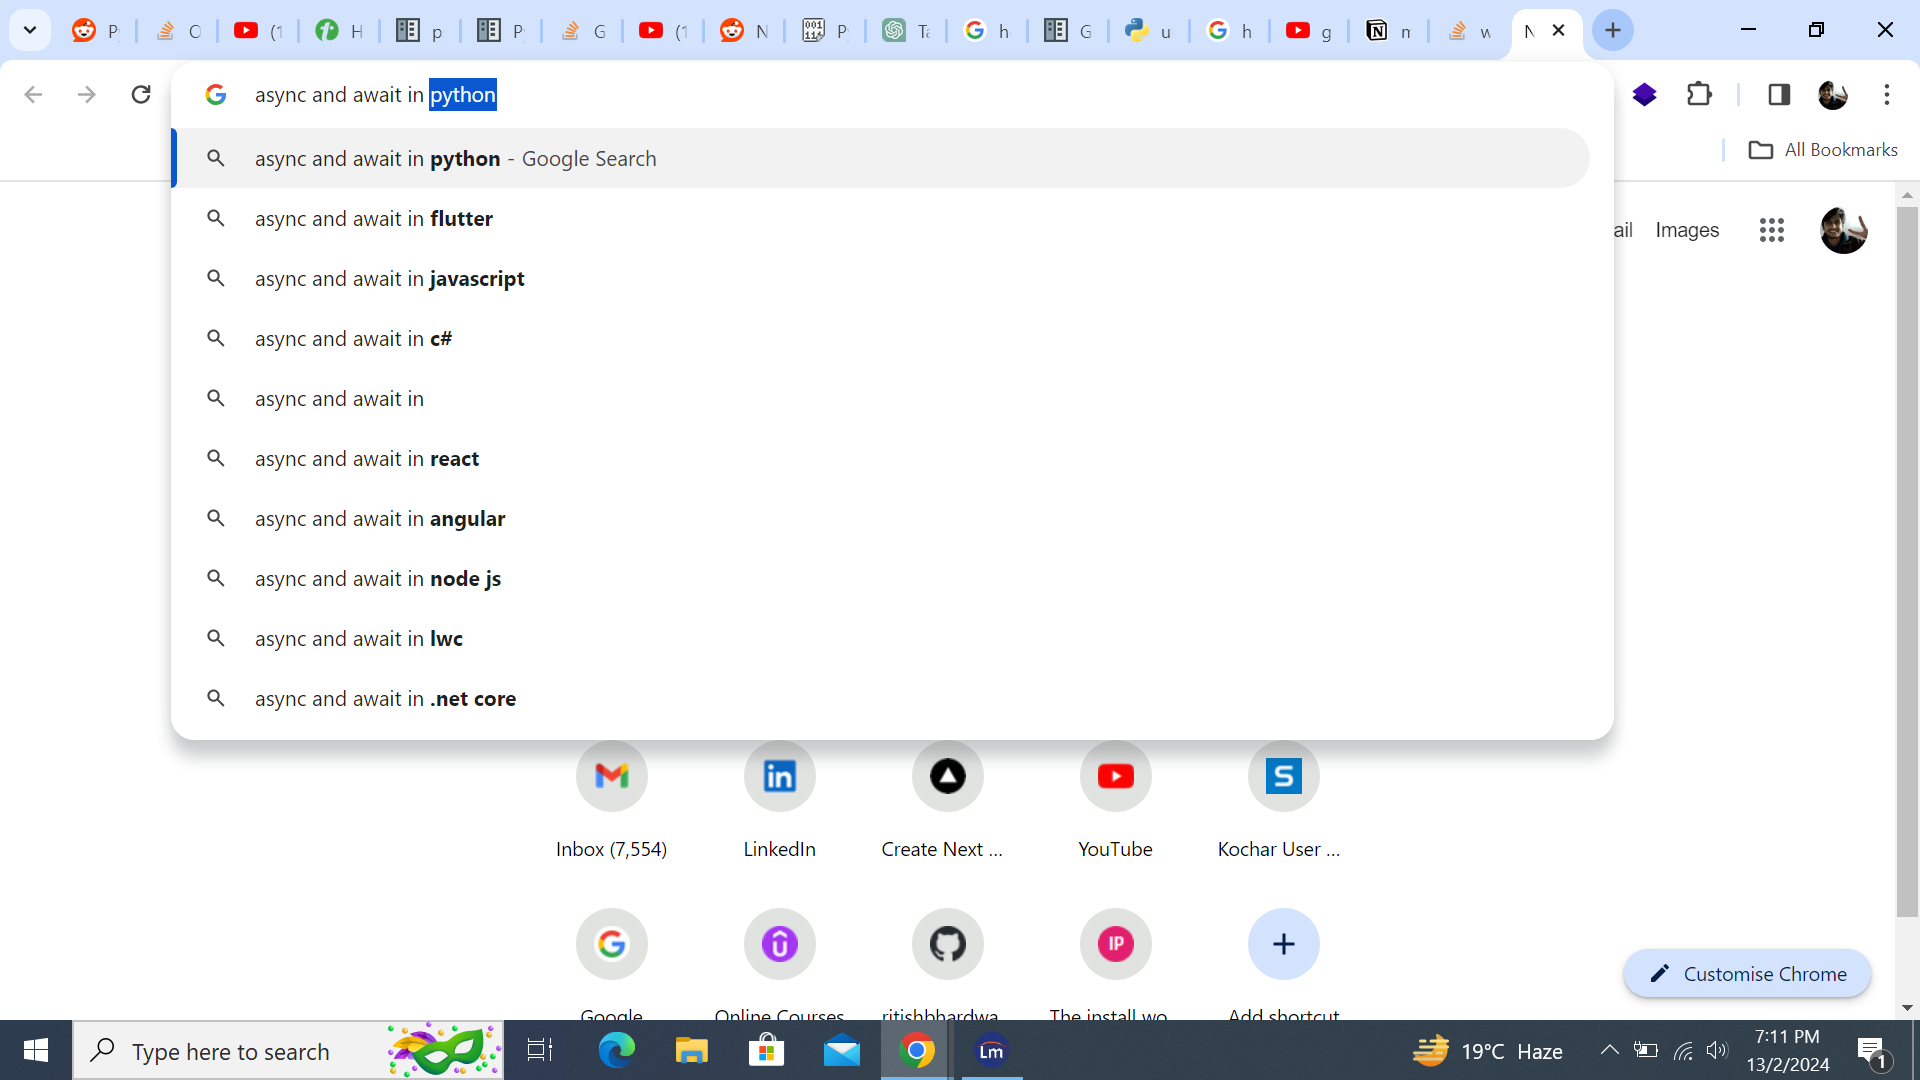 async and await in python
All Bookmarks
async and await in python - Google Search
async and await in flutter
Images
async and await in javascript
async and await in c#
async and await in
async and await in react
async and await in angular
async and await in node js
async and await in lwc
async and await in .net core
Inbox (7,554)
LinkedIn
Create Next ...
YouTube
Kochar User ...
IP
Customise Chrome
Google
Online Courses
ritishbhardwa
The install wo
Add shortcut
Type here to search
Lm
19°C Haze
7:11 PM
13/2/2024
1